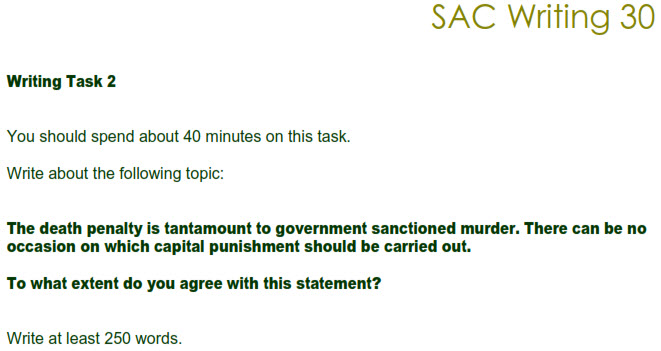 SAC Writing 30
Writing Task 2
You should spend about 40 minutes on this task.
Write about the following topic:
The death penalty is tantamount to government sanctioned murder. There can be no
occasion on which capital punishment should be carried out.
To what extent do you agree with this statement?
Write at least 250 words.